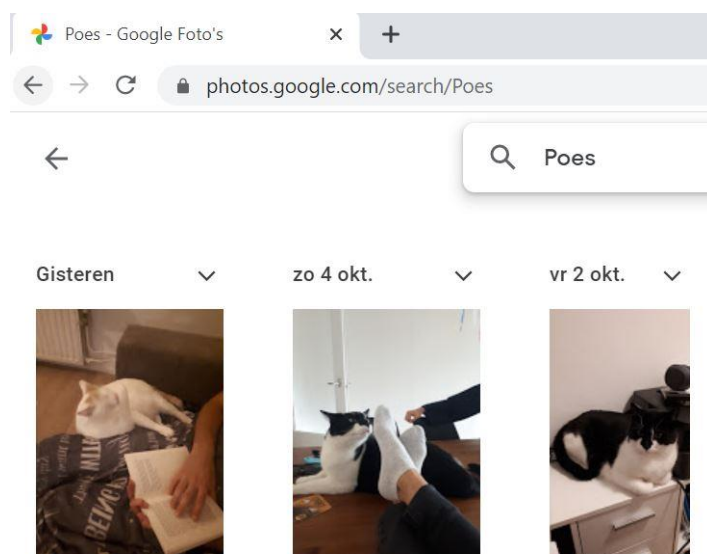 Poes - Google Foto's
photos.google.com/search/Poes
Poes
Gisteren
zo 4 okt.
vr 2 okt.